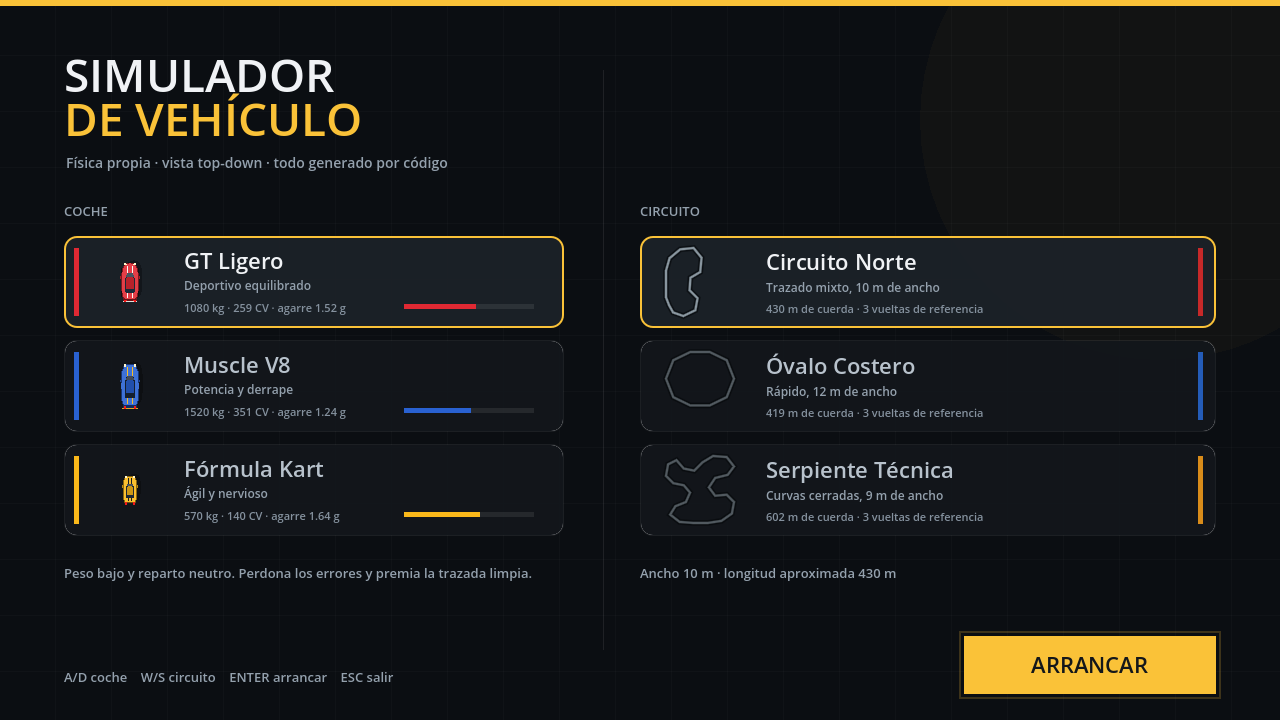 SIMULADOR
DE VEHÍCULO
Física propia · vista top-down · todo generado por código
COCHE
GT Ligero
Deportivo equilibrado
1080 kg · 259 CV · agarre 1.52 g
Muscle V8
Potencia y derrape
1520 kg · 351 CV · agarre 1.24 g
Fórmula Kart
Ágil y nervioso
570 kg · 140 CV · agarre 1.64 g
Peso bajo y reparto neutro. Perdona los errores y premia la trazada limpia.
CIRCUITO
Circuito Norte
Trazado mixto, 10 m de ancho
430 m de cuerda · 3 vueltas de referencia
Óvalo Costero
Rápido, 12 m de ancho
419 m de cuerda · 3 vueltas de referencia
Serpiente Técnica
Curvas cerradas, 9 m de ancho
602 m de cuerda · 3 vueltas de referencia
Ancho 10 m · longitud aproximada 430 m
A/D coche W/S circuito ENTER arrancar ESC salir
ARRANCAR